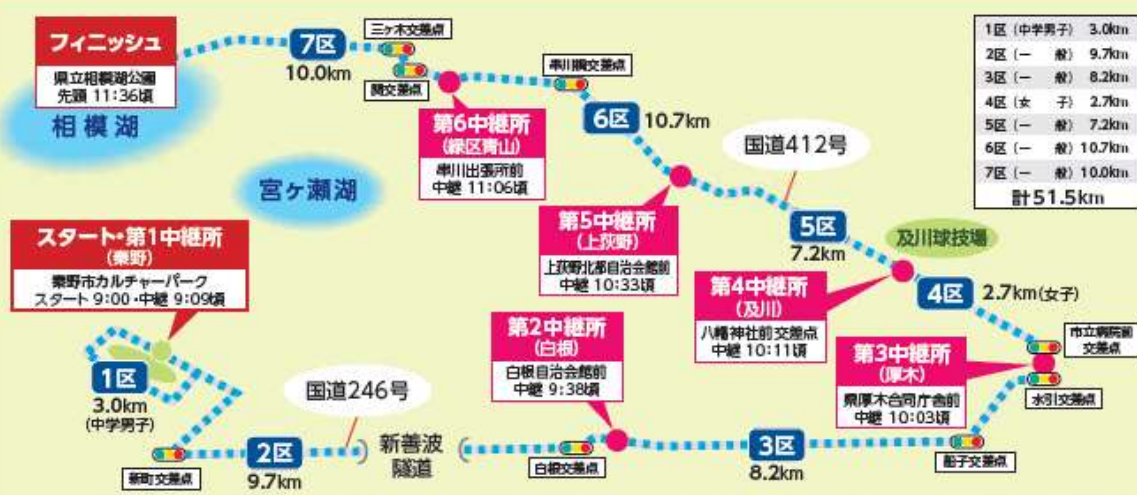 フィニッシュ
県立相模湖公園
先頭 11:36頃
相模湖
7区
10.0km
三ケ木交差点
関交差点
第6中継所
(緑区青山)
串川出張所前
中継 11:06頃
串川橋交差点
6区 10.7km
国道412号
1区 (中学男子) 3.0km
2区 (一 般) 9.7km
3区 (一 般) 8.2km
4区 (女 子) 2.7km
5区 (一 般) 7.2km
6区 (一 般) 10.7km
7区 (一 般) 10.0km
計51.5km
宮ヶ瀬湖
第5中継所
(上荻野)
上荻野北部自治会館前
中継 10:33頃
5区
7.2km
及川球技場
スタート・第1中継所
(秦野)
秦野市カルチャーパーク
スタート 9:00・中継 9:09頃
第4中継所
(及川)
八幡神社前交差点
中継 10:11頃
4区 2.7km(女子)
市立病院前
交差点
第2中継所
(白根)
白根自治会館前
中継 9:38頃
第3中継所
(厚木)
県厚木合同庁舎前
中継 10:03頃
水引交差点
1区
3.0km
(中学男子)
国道246号
新町交差点
2区
9.7km
新善波
隧道
白根交差点
3区
8.2km
船子交差点